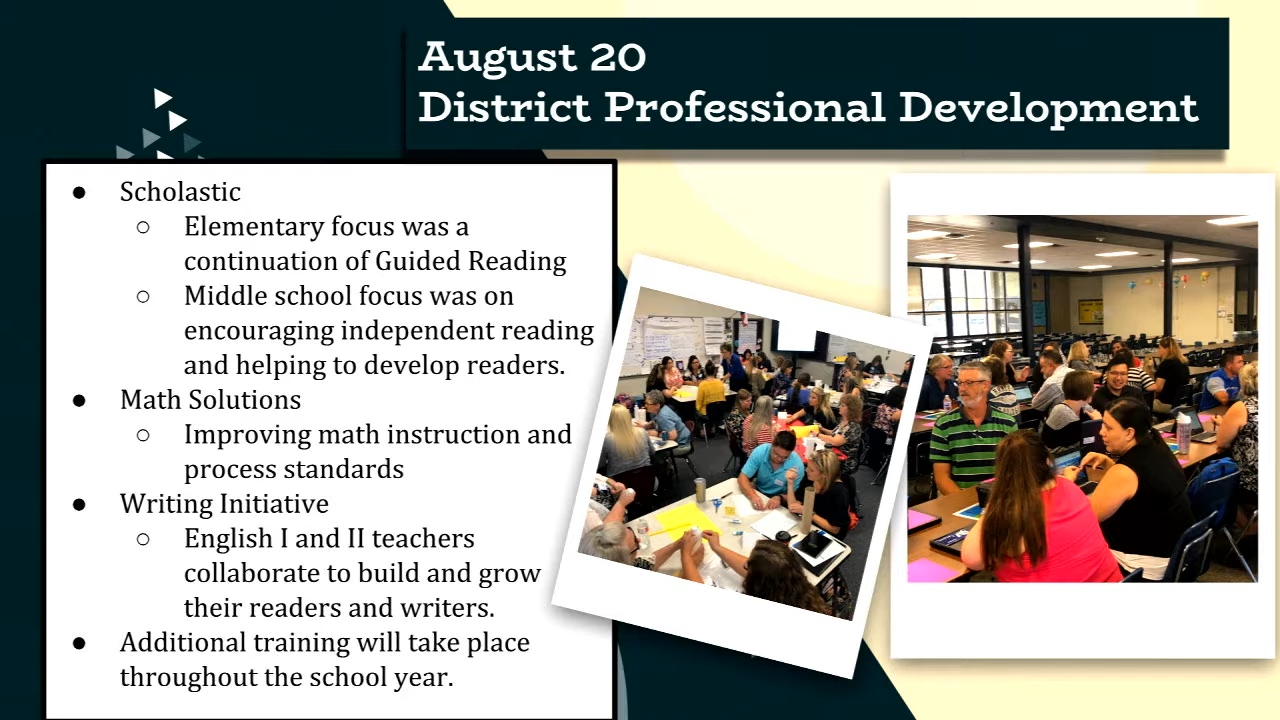 August 20
District Professional Development
● Scholastic
○ Elementary focus was a
continuation of Guided Reading
○ Middle school focus was on
encouraging independent reading
and helping to develop readers.
● Math Solutions
○ Improving math instruction and
process standards
● Writing Initiative
○ English I and II teachers
collaborate to build and grow
their readers and writers.
● Additional training will take place
throughout the school year.